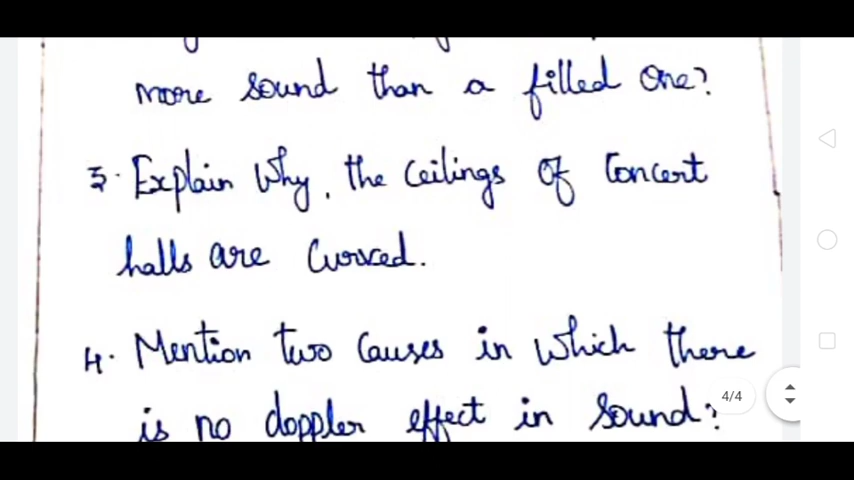 more sound than a filled one?
3. Explain why, the ceilings of concert
halls are curved.
4. Mention two causes in which there
is no doppler effect in sound?
4/4